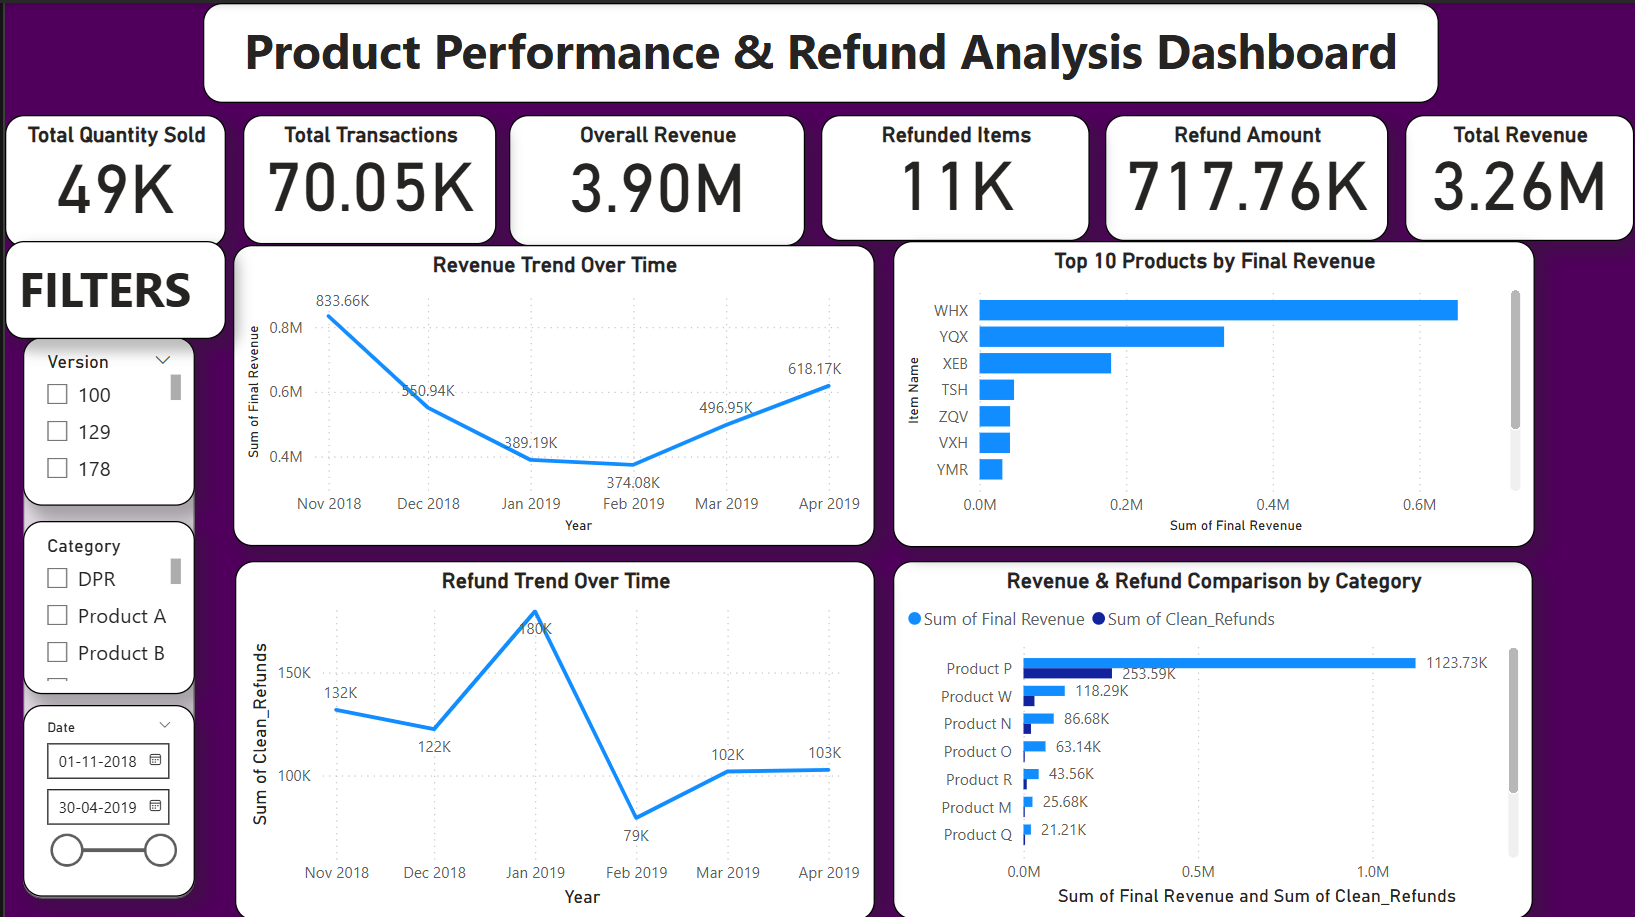 Product Performance & Refund Analysis Dashboard
Total Quantity Sold
49K
Total Transactions
70.05K
Overall Revenue
3.90M
Refunded Items
11K
Refund Amount
717.76K
Total Revenue
3.26M
FILTERS
Version
100
129
178
Category
DPR
Product A
Product B
Date
01-11-2018
30-04-2019
Revenue Trend Over Time
Sum of Final Revenue
0.8M
0.6M
0.4M
833.66K
550.94K
389.19K
374.08K
496.95K
618.17K
Nov 2018
Dec 2018
Jan 2019
Feb 2019
Mar 2019
Apr 2019
Year
Top 10 Products by Final Revenue
Item Name
WHX
YQX
XEB
TSH
ZQV
VXH
YMR
0.0M
0.2M
0.4M
0.6M
Sum of Final Revenue
Refund Trend Over Time
Sum of Clean_Refunds
150K
100K
132K
122K
180K
79K
102K
103K
Nov 2018
Dec 2018
Jan 2019
Feb 2019
Mar 2019
Apr 2019
Year
Revenue & Refund Comparison by Category
Sum of Final Revenue
Sum of Clean_Refunds
Product P
1123.73K
253.59K
Product W
118.29K
Product N
86.68K
Product O
63.14K
Product R
43.56K
Product M
25.68K
Product Q
21.21K
0.0M
0.5M
1.0M
Sum of Final Revenue and Sum of Clean_Refunds